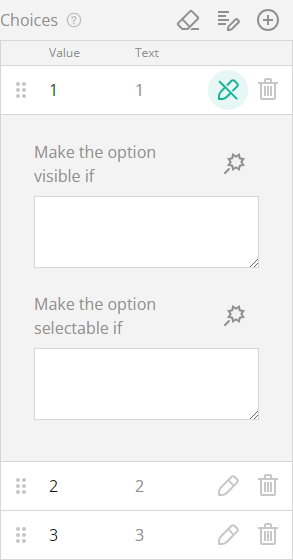 Choices ?
Value Text
1 1
Make the option
visible if
Make the option
selectable if
2 2
3 3